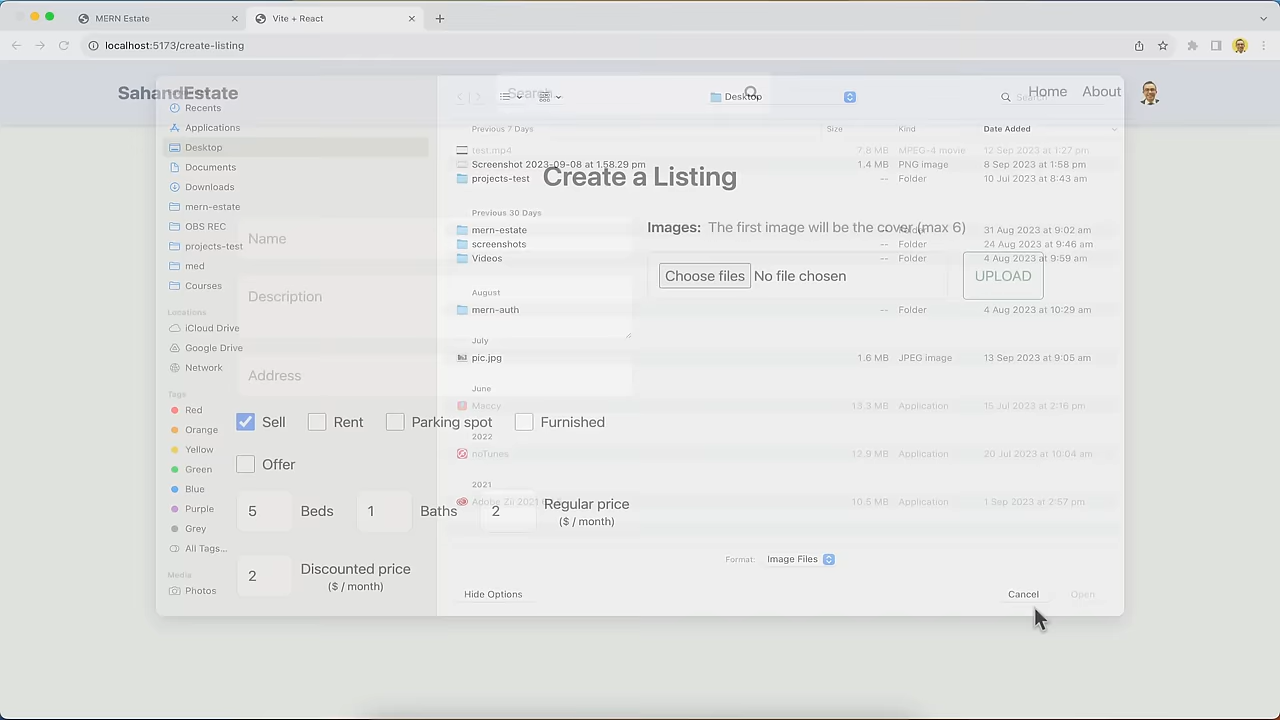 MERN Estate
Vite + React
localhost:5173/create-listing
SahandEstate
Search...
Home
About
Desktop
Search
Recents
Applications
Desktop
Documents
Downloads
mern-estate
OBS REC
projects-test
med
Courses
Locations
iCloud Drive
Google Drive
Network
Tags
Red
Orange
Yellow
Green
Blue
Purple
Grey
All Tags...
Media
Photos
Previous 7 Days Size Kind Date Added
test.mp4 7.8 MB MPEG-4 movie 12 Sep 2023 at 1:27 pm
Screenshot 2023-09-08 at 1.58.29 pm 1.4 MB PNG image 8 Sep 2023 at 1:58 pm
projects-test -- Folder 10 Jul 2023 at 8:43 am
Previous 30 Days
mern-estate -- Folder 31 Aug 2023 at 9:02 am
screenshots -- Folder 24 Aug 2023 at 9:46 am
Videos -- Folder 4 Aug 2023 at 9:59 am
August
mern-auth -- Folder 4 Aug 2023 at 10:29 am
July
pic.jpg 1.6 MB JPEG image 13 Sep 2023 at 9:05 am
June
Maccy 13.3 MB Application 15 Jul 2023 at 2:16 pm
2022
noTunes 12.9 MB Application 20 Jul 2023 at 10:04 am
2021
Adobe Zii 2021 10.5 MB Application 1 Sep 2023 at 2:57 pm
Format: Image Files
Hide Options
Cancel
Open
Create a Listing
Name
Description
Address
Sell
Rent
Parking spot
Furnished
Offer
5 Beds
1 Baths
2 Regular price
($ / month)
2 Discounted price
($ / month)
Images: The first image will be the cover (max 6)
Choose files No file chosen
UPLOAD